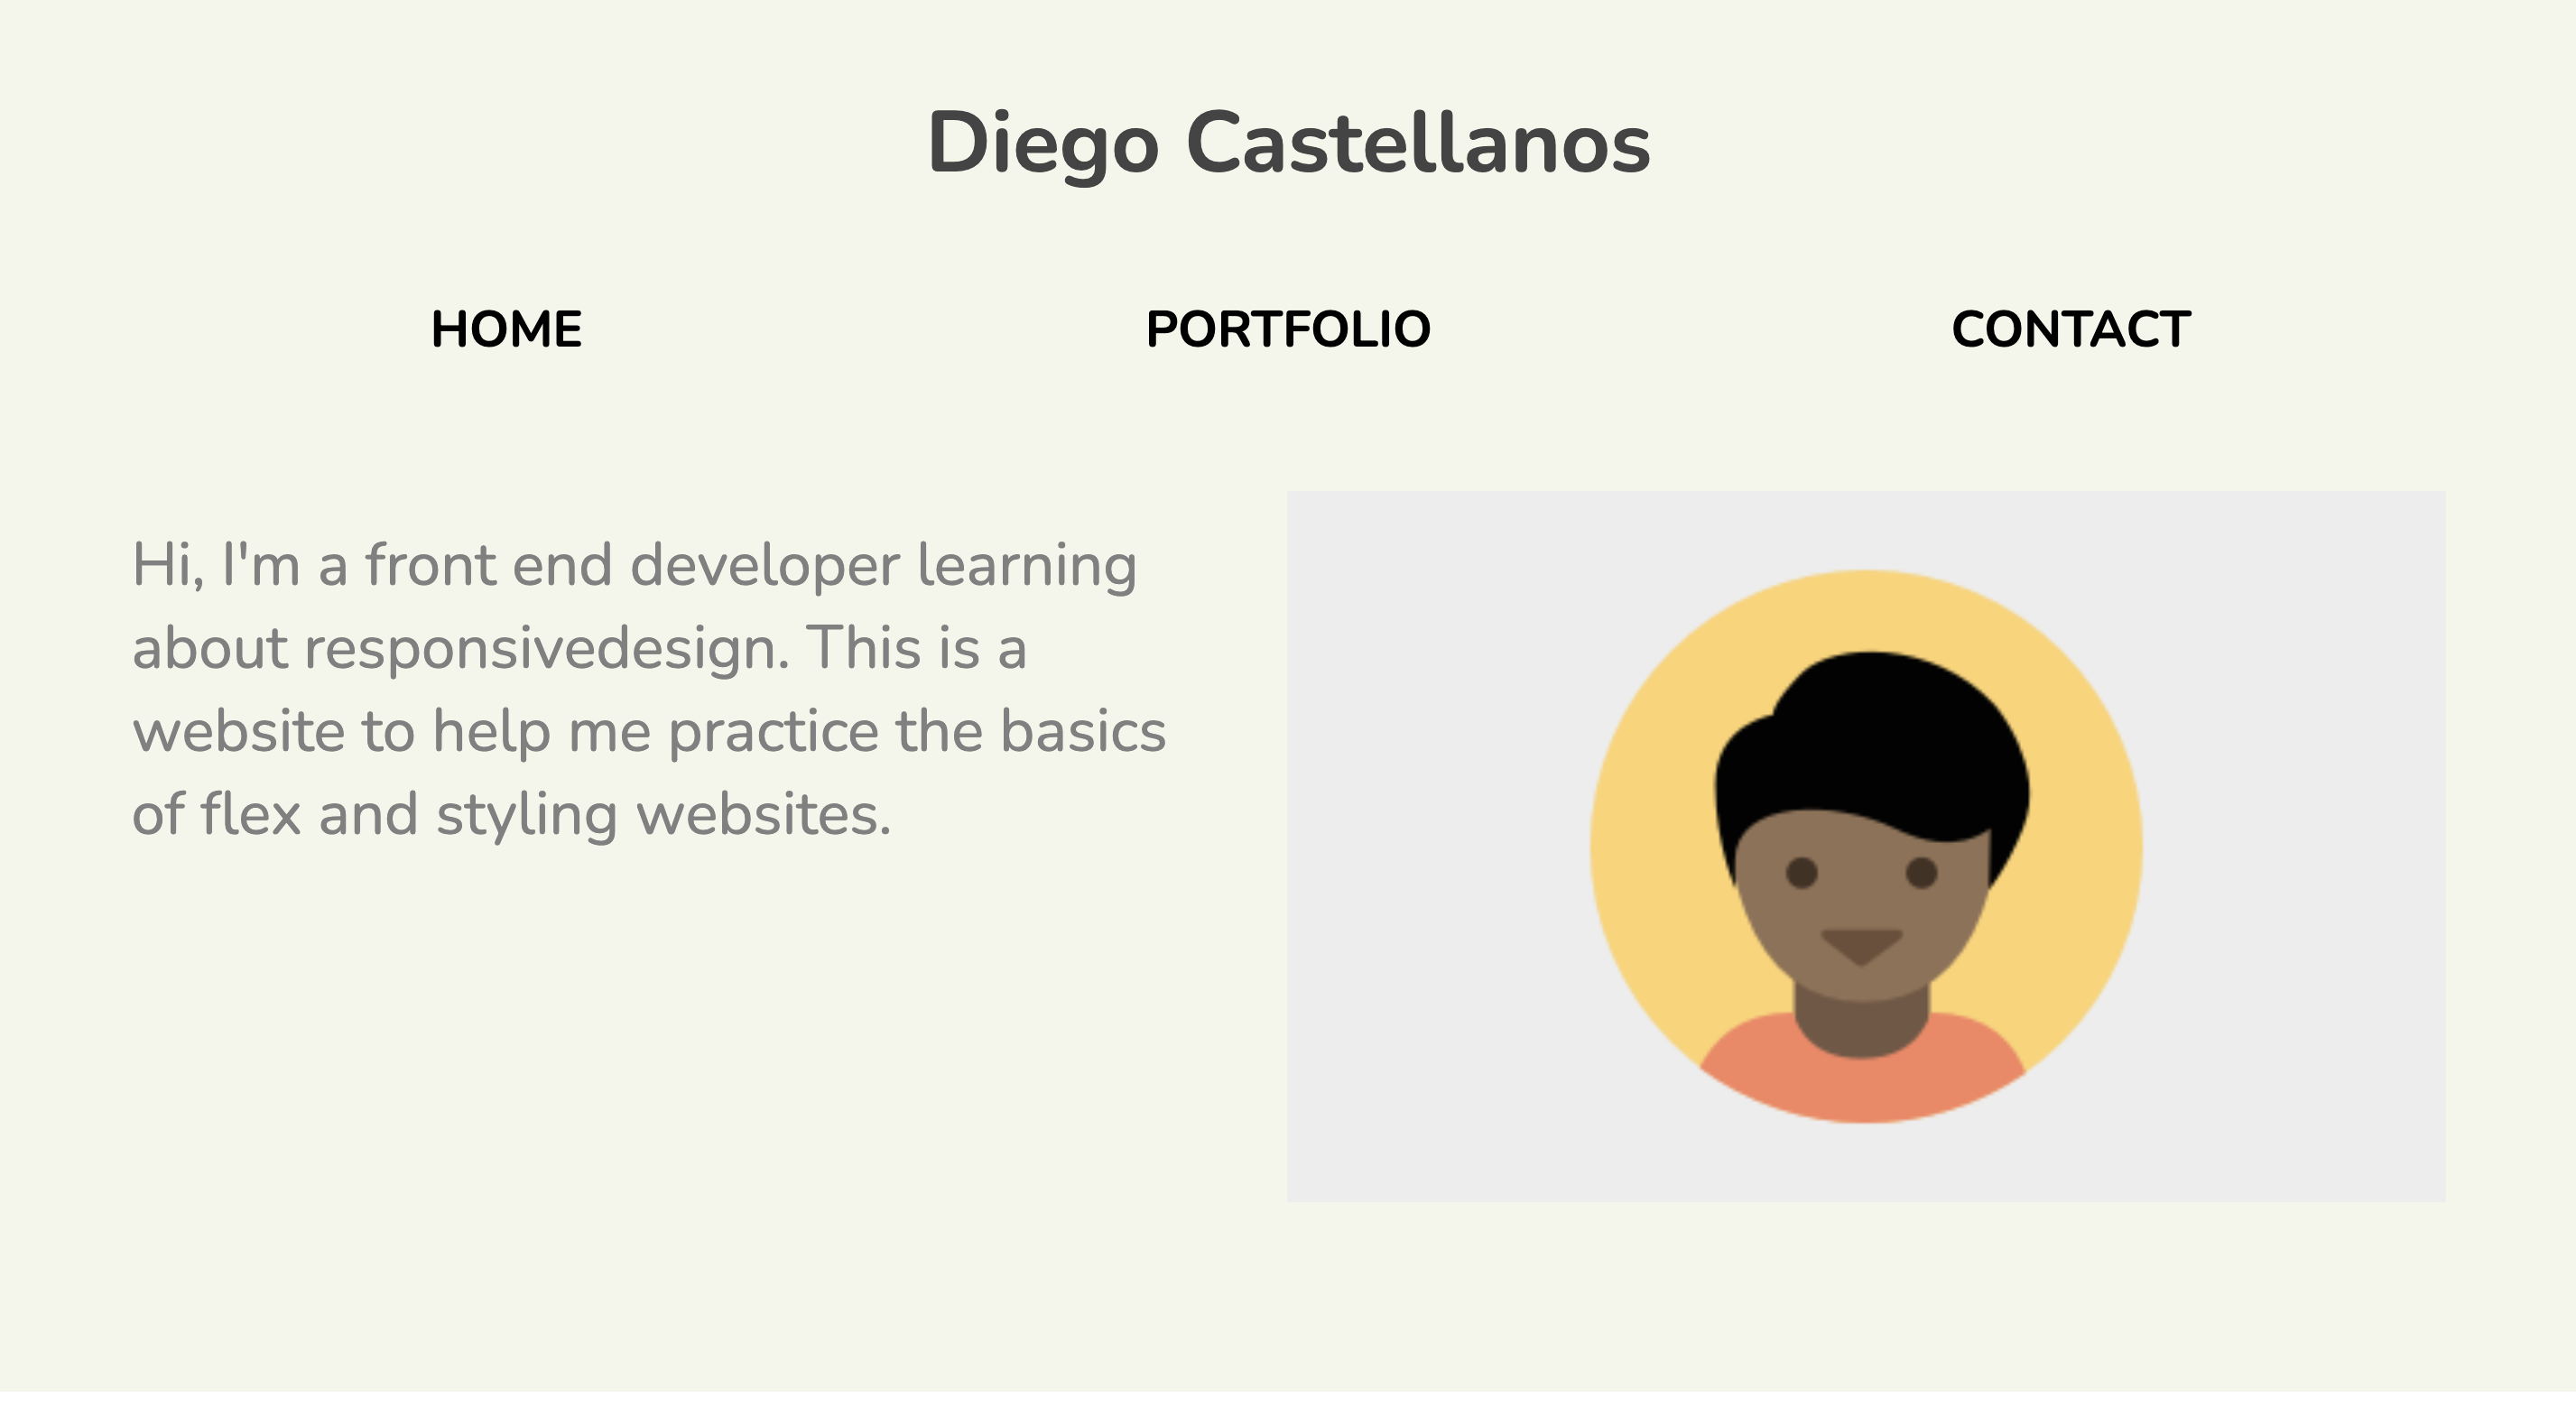 Diego Castellanos
HOME PORTFOLIO CONTACT
Hi, I'm a front end developer learning
about responsivedesign. This is a
website to help me practice the basics
of flex and styling websites.